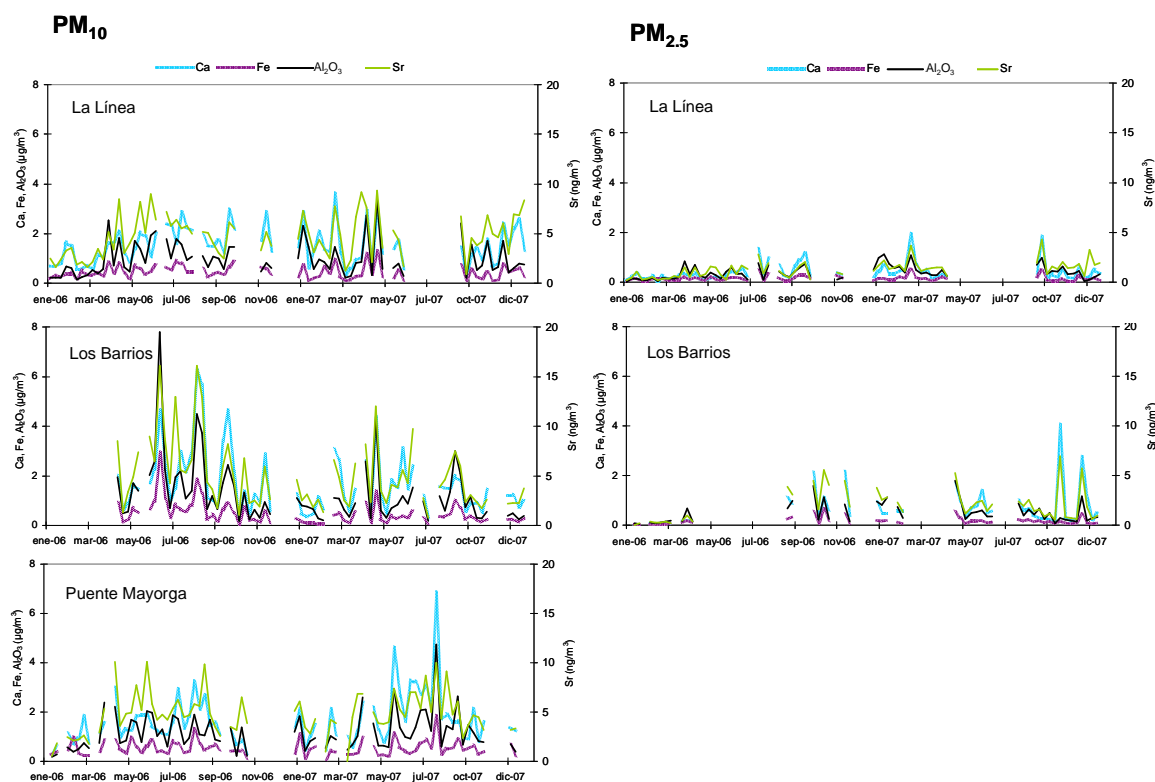 PM10
PM2.5
Ca Fe Al2O3 Sr
Ca Fe Al2O3 Sr
La Línea
Ca, Fe, Al2O3 (µg/m3)
8
6
4
2
0
20
15
10
5
0
Sr (ng/m3)
ene-06 mar-06 may-06 jul-06 sep-06 nov-06 ene-07 mar-07 may-07 jul-07 oct-07 dic-07
La Línea
Ca, Fe, Al2O3 (µg/m3)
8
6
4
2
0
20
15
10
5
0
Sr (ng/m3)
ene-06 mar-06 may-06 jul-06 sep-06 nov-06 ene-07 mar-07 may-07 jul-07 oct-07 dic-07
Los Barrios
Ca, Fe, Al2O3 (µg/m3)
8
6
4
2
0
20
15
10
5
0
Sr (ng/m3)
ene-06 mar-06 may-06 jul-06 sep-06 nov-06 ene-07 mar-07 may-07 jul-07 oct-07 dic-07
Los Barrios
Ca, Fe, Al2O3 (µg/m3)
8
6
4
2
0
20
15
10
5
0
Sr (ng/m3)
ene-06 mar-06 may-06 jul-06 sep-06 nov-06 ene-07 mar-07 may-07 jul-07 oct-07 dic-07
Puente Mayorga
Ca, Fe, Al2O3 (µg/m3)
8
6
4
2
0
20
15
10
5
0
Sr (ng/m3)
ene-06 mar-06 may-06 jul-06 sep-06 nov-06 ene-07 mar-07 may-07 jul-07 oct-07 dic-07